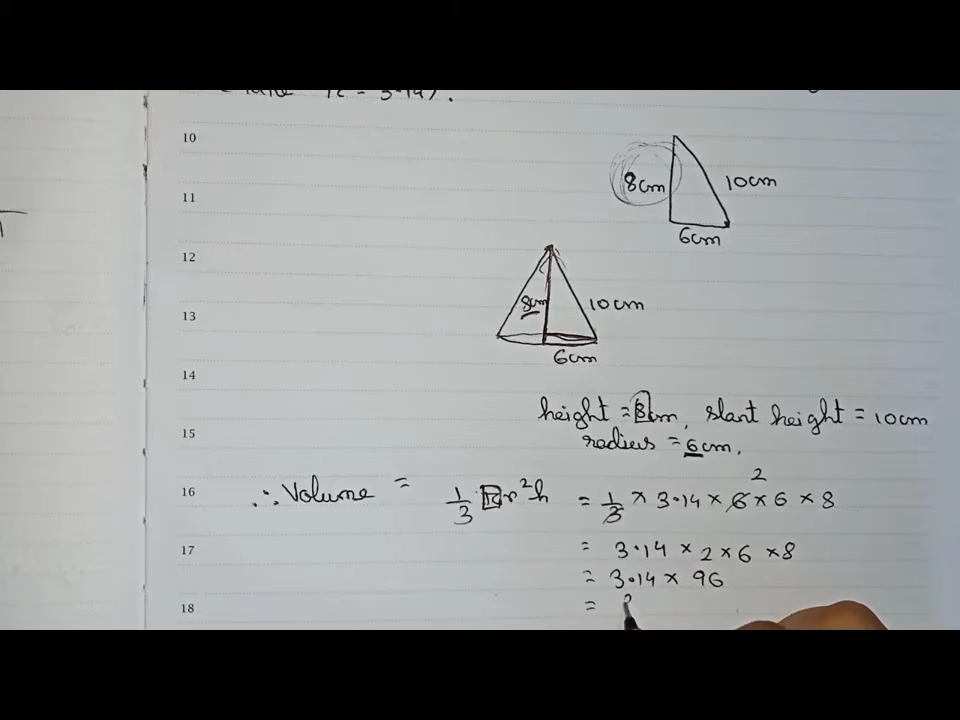 π = 3.14).
10
8cm 10cm
11
6cm
12
8cm 10cm
13
6cm
14
height = 8cm, slant height = 10cm
15
radius = 6cm.
2
16
∴ Volume = 1/3 πr²h = 1/3 × 3.14 × 6 × 6 × 8
17
= 3.14 × 2 × 6 × 8
= 3.14 × 96
18
=